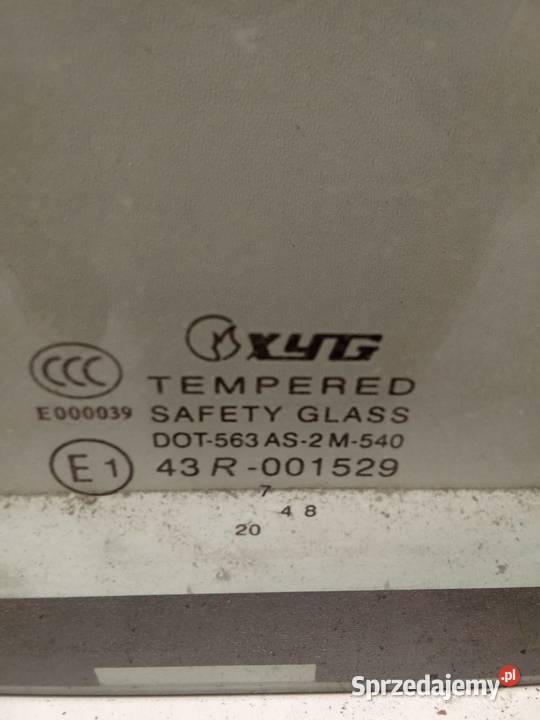 XYG
CCC
TEMPERED
E000039
SAFETY GLASS
DOT-563 AS-2 M-540
E1
43R-001529
7
4 8
20
Sprzedajemy.pl